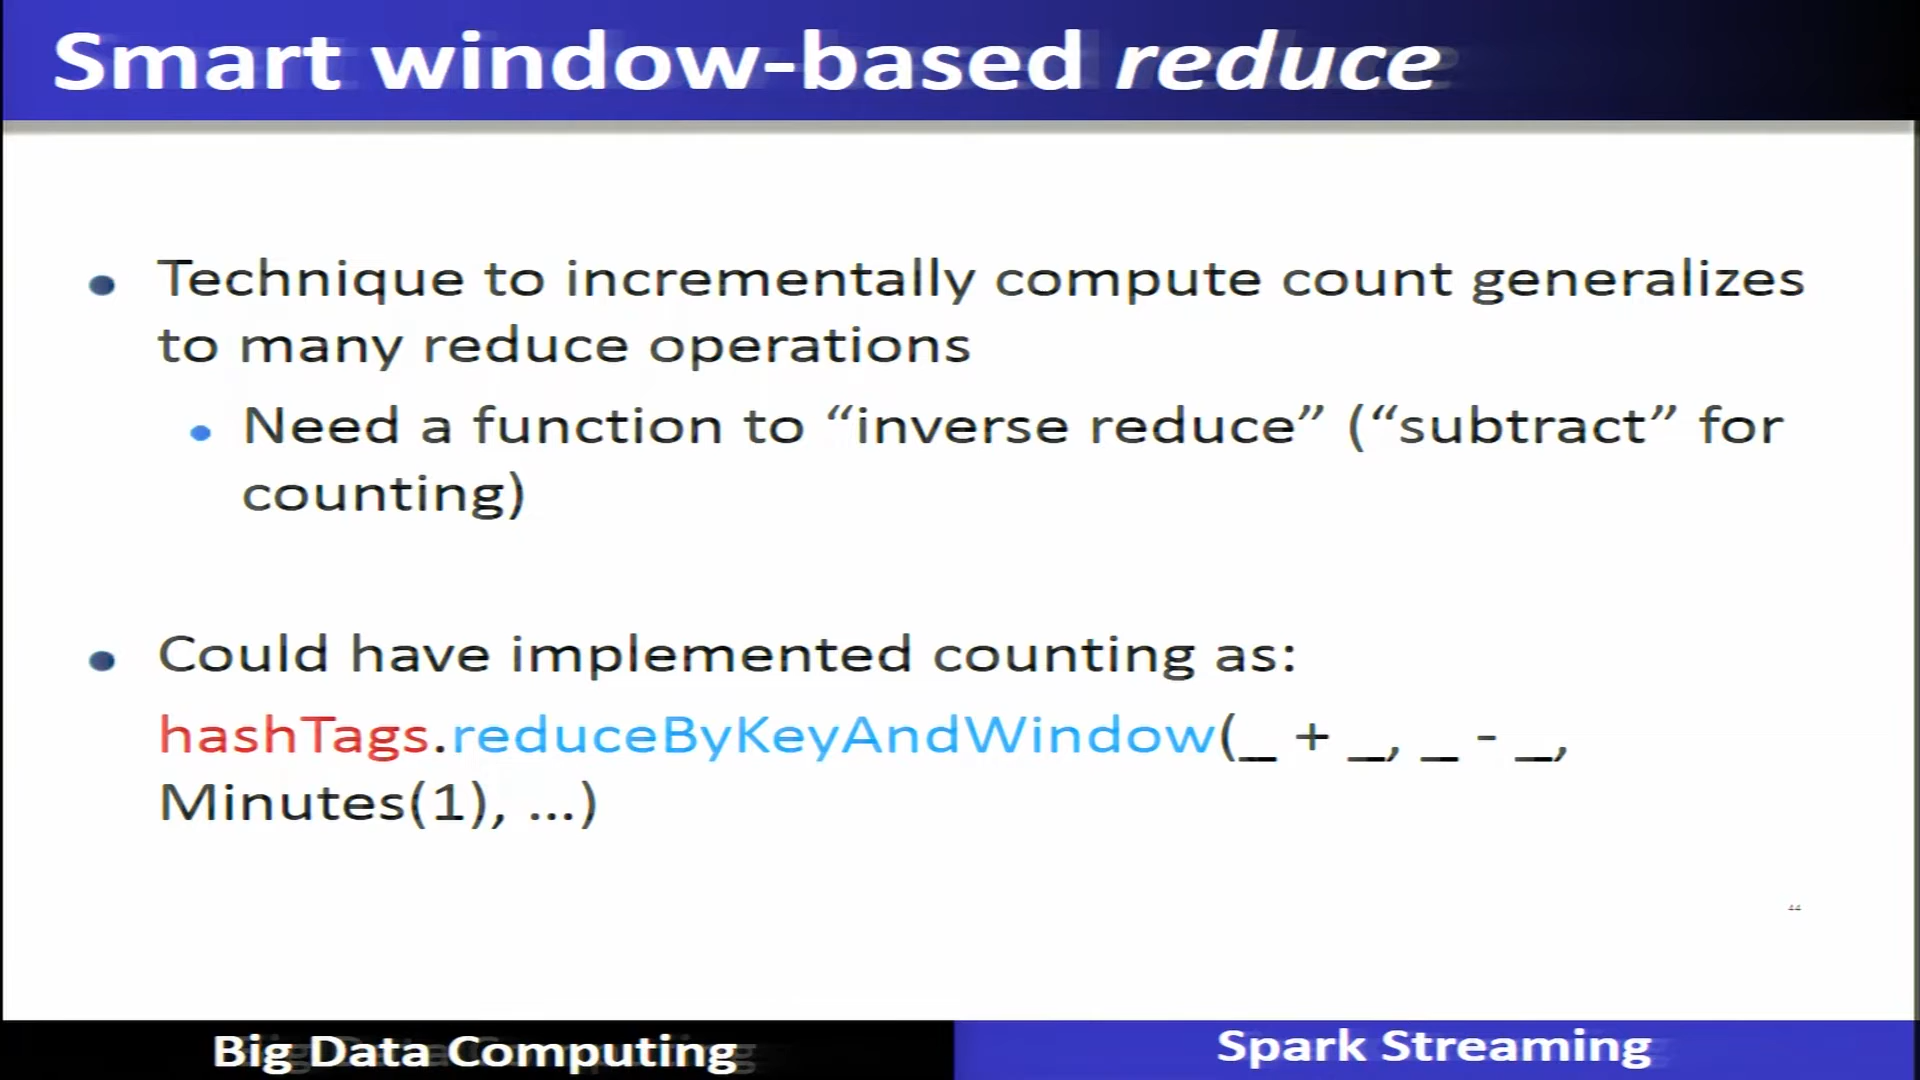 Smart window-based reduce
• Technique to incrementally compute count generalizes
to many reduce operations
• Need a function to “inverse reduce” (“subtract” for
counting)
• Could have implemented counting as:
hashTags.reduceByKeyAndWindow(_ + _, _ - _,
Minutes(1), …)
44
Big Data Computing
Spark Streaming